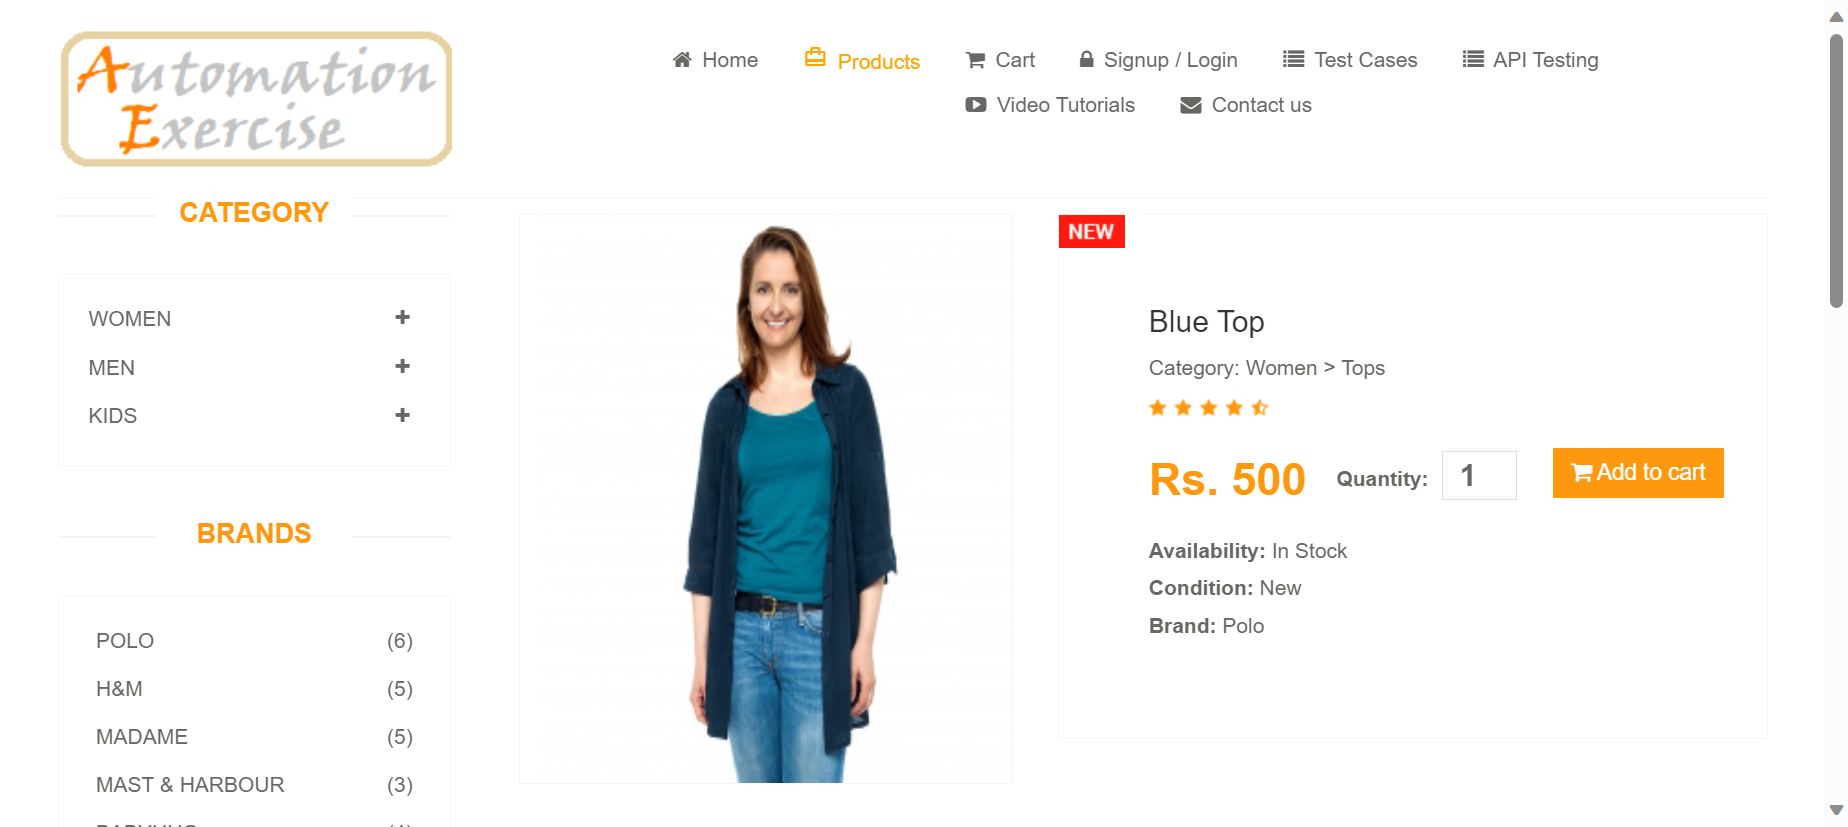 Automation
Exercise
Home
Products
Cart
Signup / Login
Test Cases
API Testing
Video Tutorials
Contact us
CATEGORY
WOMEN
MEN
KIDS
BRANDS
POLO (6)
H&M (5)
MADAME (5)
MAST & HARBOUR (3)
NEW
Blue Top
Category: Women > Tops
Rs. 500 Quantity: 1 Add to cart
Availability: In Stock
Condition: New
Brand: Polo